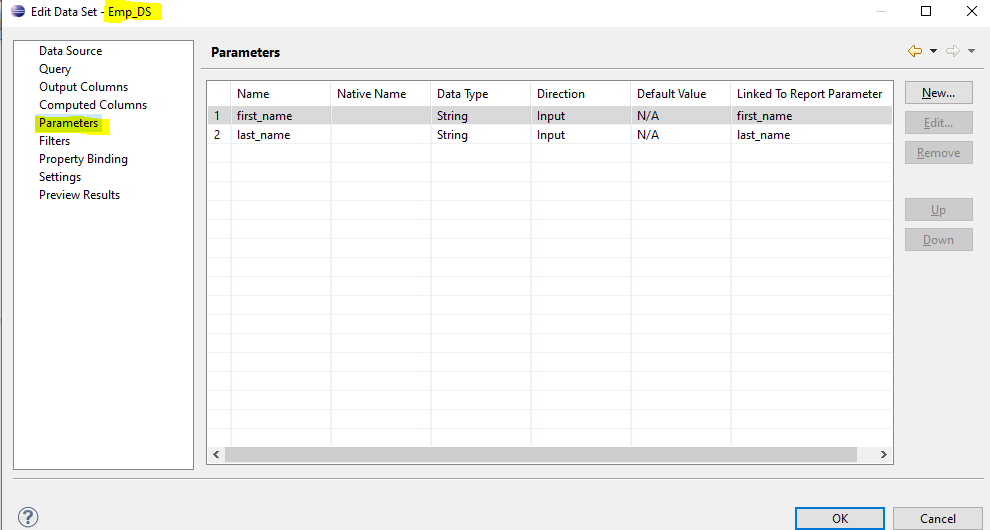 Edit Data Set - Emp_DS
Data Source
Query
Output Columns
Computed Columns
Parameters
Filters
Property Binding
Settings
Preview Results
Parameters
Name Native Name Data Type Direction Default Value Linked To Report Parameter
1 first_name String Input N/A first_name
2 last_name String Input N/A last_name
New...
Edit...
Remove
Up
Down
?
OK Cancel